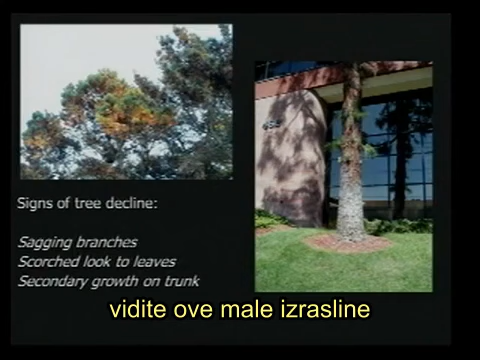 Signs of tree decline:
Sagging branches
Scorched look to leaves
Secondary growth on trunk
vidite ove male izrasline